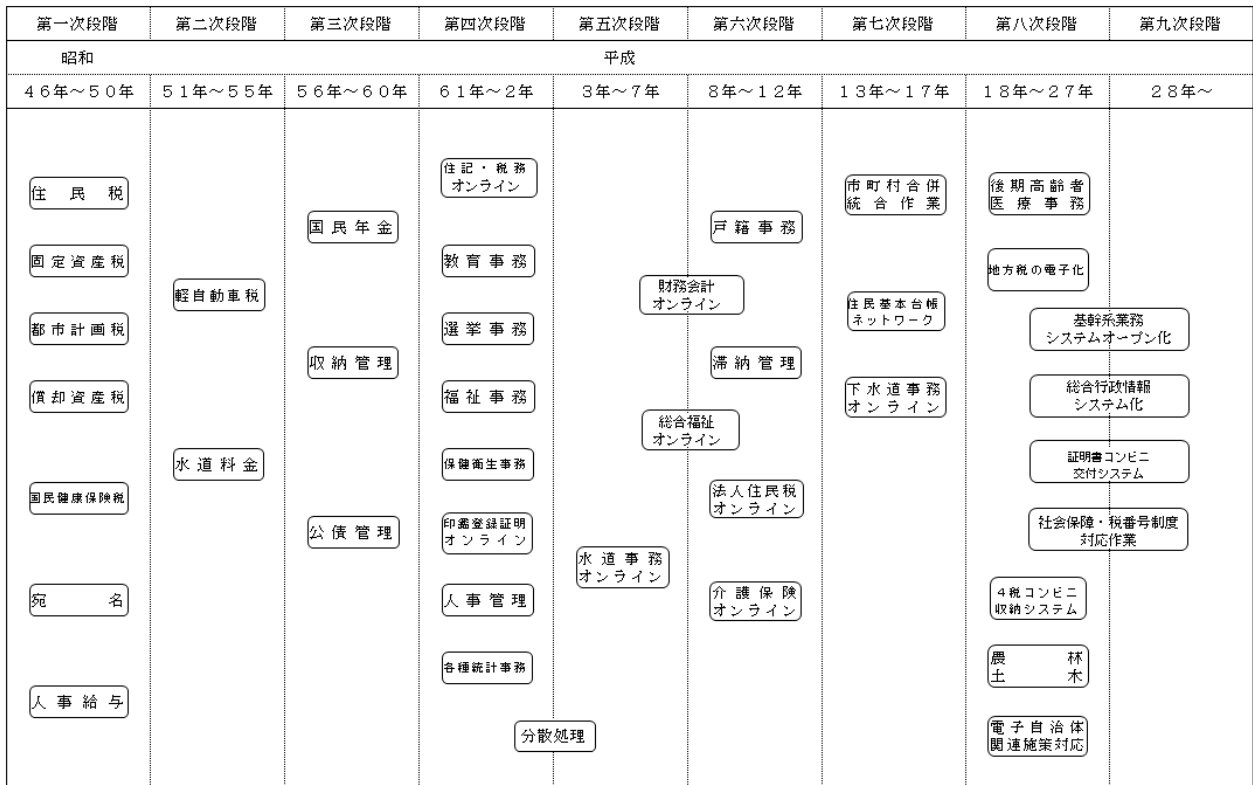 第一次段階 第二次段階 第三次段階 第四次段階 第五次段階 第六次段階 第七次段階 第八次段階 第九次段階
昭和 平成
46年～50年 51年～55年 56年～60年 61年～2年 3年～7年 8年～12年 13年～17年 18年～27年 28年～
住民税
固定資産税
都市計画税
償却資産税
国民健康保険税
宛名
人事給与
軽自動車税
水道料金
国民年金
収納管理
公債管理
住記・税務
オンライン
教育事務
選挙事務
福祉事務
保健衛生事務
印鑑登録証明
オンライン
人事管理
各種統計事務
分散処理
水道事務
オンライン
財務会計
オンライン
総合福祉
オンライン
戸籍事務
滞納管理
法人住民税
オンライン
介護保険
オンライン
市町村合併
統合作業
住民基本台帳
ネットワーク
下水道事務
オンライン
後期高齢者
医療事務
地方税の電子化
基幹系業務
システムオープン化
総合行政情報
システム化
証明書コンビニ
交付システム
社会保障・税番号制度
対応作業
4税コンビニ
収納システム
農林
土木
電子自治体
関連施策対応